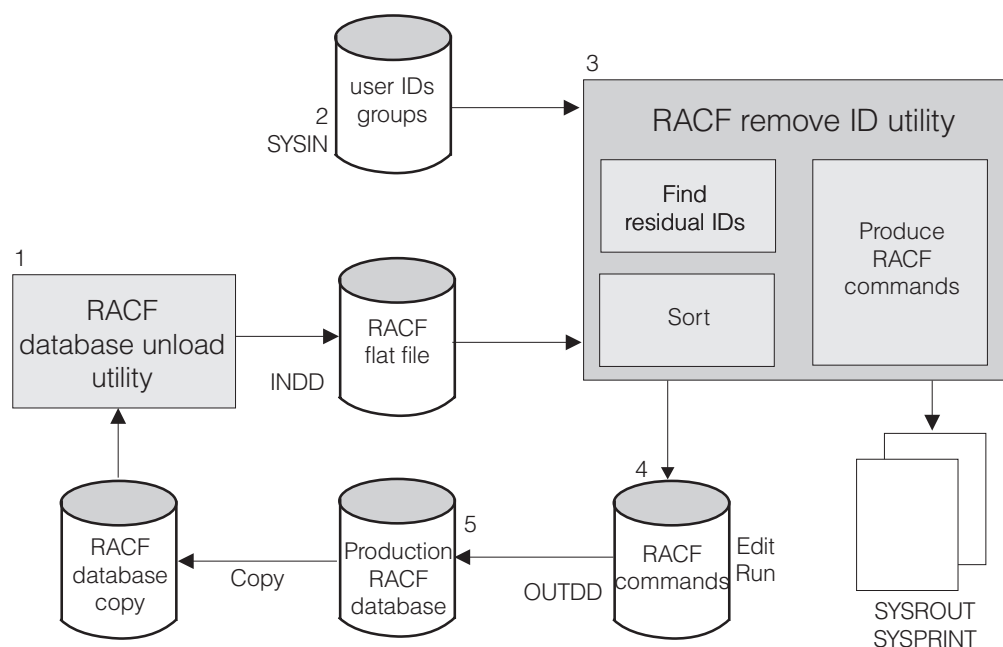 2
SYSIN
user IDs
groups
3
RACF remove ID utility
Find
residual IDs
Sort
Produce
RACF
commands
1
RACF
database unload
utility
INDD
RACF
flat file
RACF
database
copy
Copy
Production
RACF
database
5
OUTDD
4
RACF
commands
Edit
Run
SYSROUT
SYSPRINT